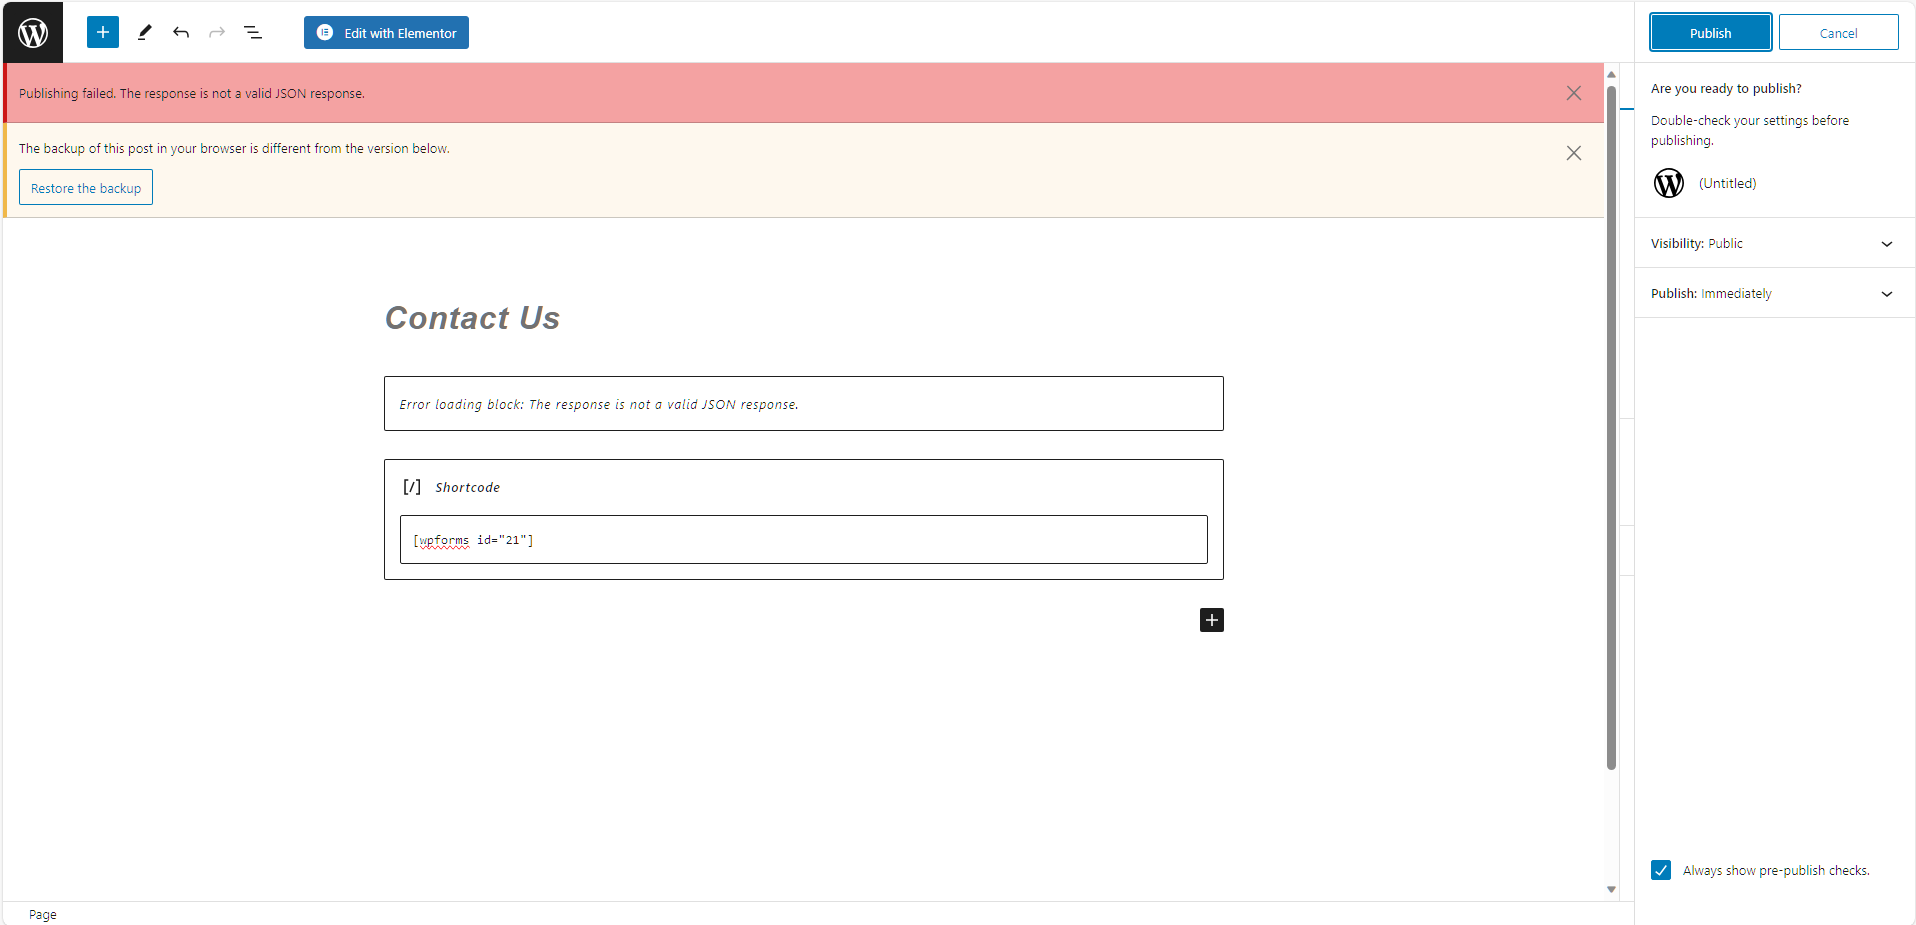 Edit with Elementor
Publish
Cancel
Publishing failed. The response is not a valid JSON response.
The backup of this post in your browser is different from the version below.
Restore the backup
Contact Us
Error loading block: The response is not a valid JSON response.
[/] Shortcode
[wpforms id="21"]
Are you ready to publish?
Double-check your settings before
publishing.
(Untitled)
Visibility: Public
Publish: Immediately
Always show pre-publish checks.
Page